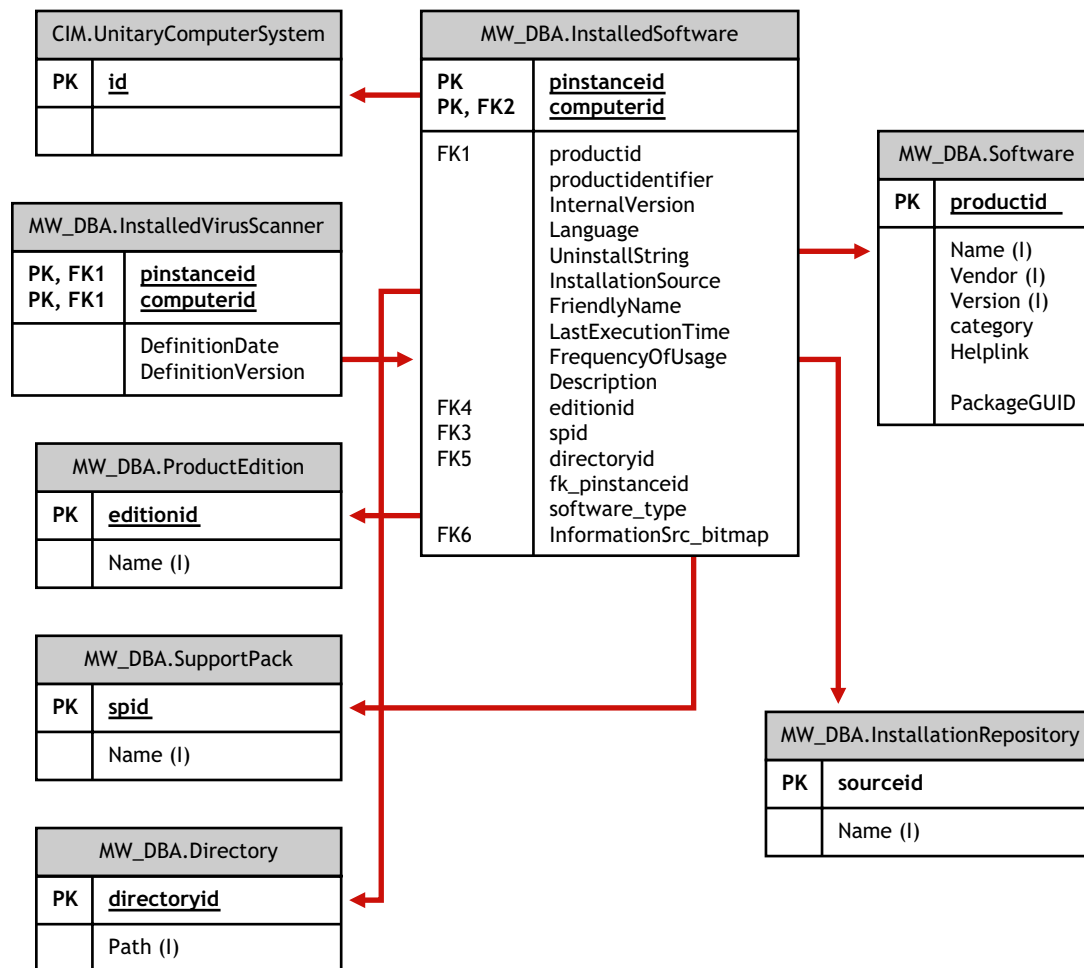 CIM.UnitaryComputerSystem
PK id
MW_DBA.InstalledSoftware
PK pinstanceid
PK, FK2 computerid
FK1 productid
productidentifier
InternalVersion
Language
UninstallString
InstallationSource
FriendlyName
LastExecutionTime
FrequencyOfUsage
Description
FK4 editionid
FK3 spid
FK5 directoryid
fk_pinstanceid
software_type
FK6 InformationSrc_bitmap
MW_DBA.Software
PK productid
Name (I)
Vendor (I)
Version (I)
category
Helplink
PackageGUID
MW_DBA.InstalledVirusScanner
PK, FK1 pinstanceid
PK, FK1 computerid
DefinitionDate
DefinitionVersion
MW_DBA.ProductEdition
PK editionid
Name (I)
MW_DBA.SupportPack
PK spid
Name (I)
MW_DBA.InstallationRepository
PK sourceid
Name (I)
MW_DBA.Directory
PK directoryid
Path (I)